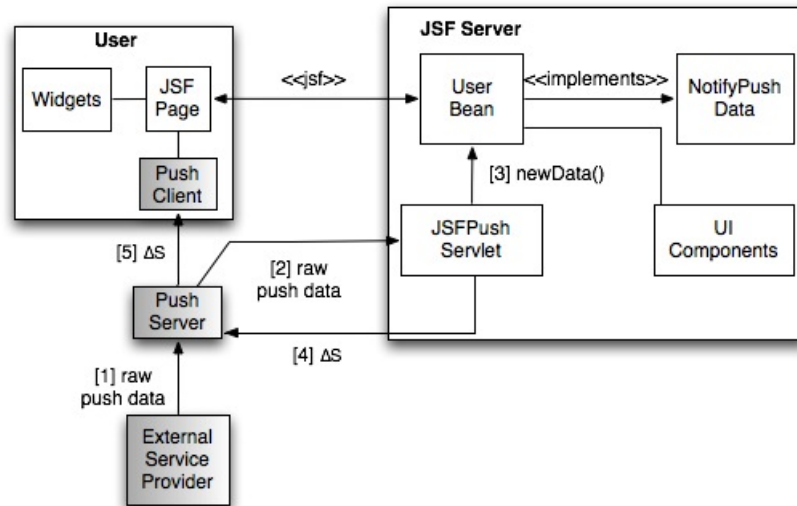 User
JSF Server
Widgets
JSF
Page
<<jsf>>
User
Bean
<<implements>>
NotifyPush
Data
Push
Client
[3] newData()
[5] ΔS
JSFPush
Servlet
UI
Components
[2] raw
push data
Push
Server
[4] ΔS
[1] raw
push data
External
Service
Provider